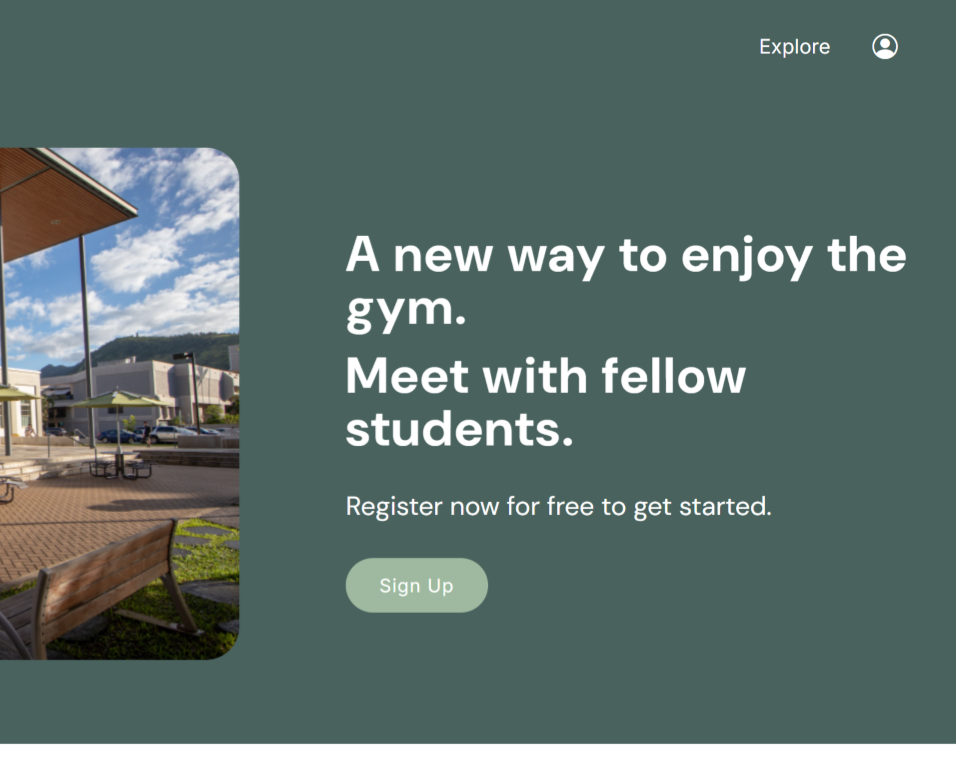 Explore
A new way to enjoy the
gym.
Meet with fellow
students.
Register now for free to get started.
Sign Up